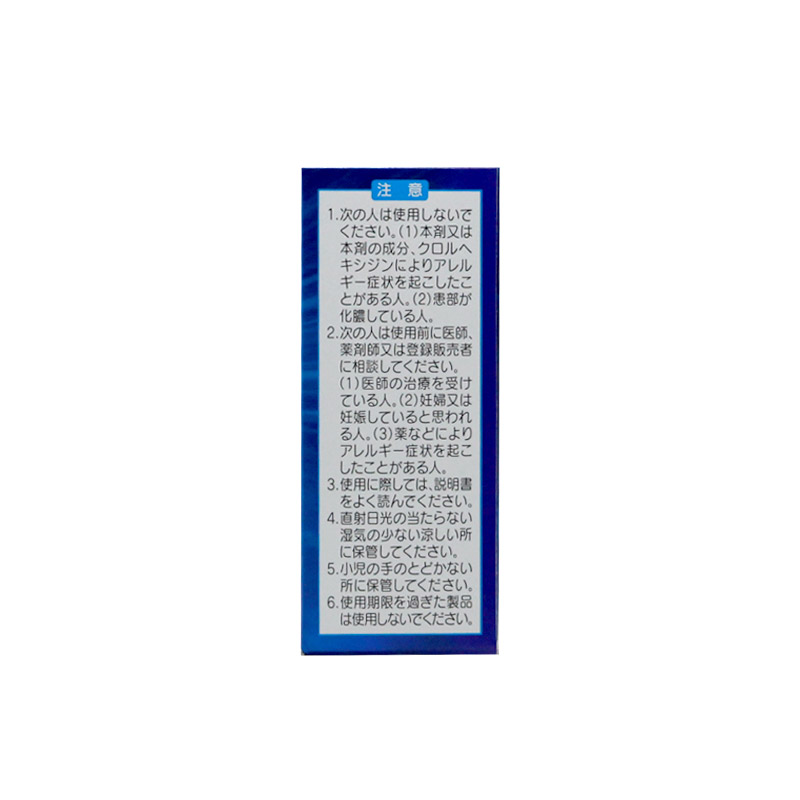 注意
1.次の人は使用しないで
ください。(1)本剤又は
本剤の成分、クロルヘ
キシジンによりアレル
ギー症状を起こしたこ
とがある人。(2)患部が
化膿している人。
2.次の人は使用前に医師、
薬剤師又は登録販売者
に相談してください。
(1)医師の治療を受け
ている人。(2)妊婦又は
妊娠していると思われ
る人。(3)薬などにより
アレルギー症状を起こ
したことがある人。
3.使用に際しては、説明書
をよく読んでください。
4.直射日光の当たらない
湿気の少ない涼しい所
に保管してください。
5.小児の手のとどかない
所に保管してください。
6.使用期限を過ぎた製品
は使用しないでください。